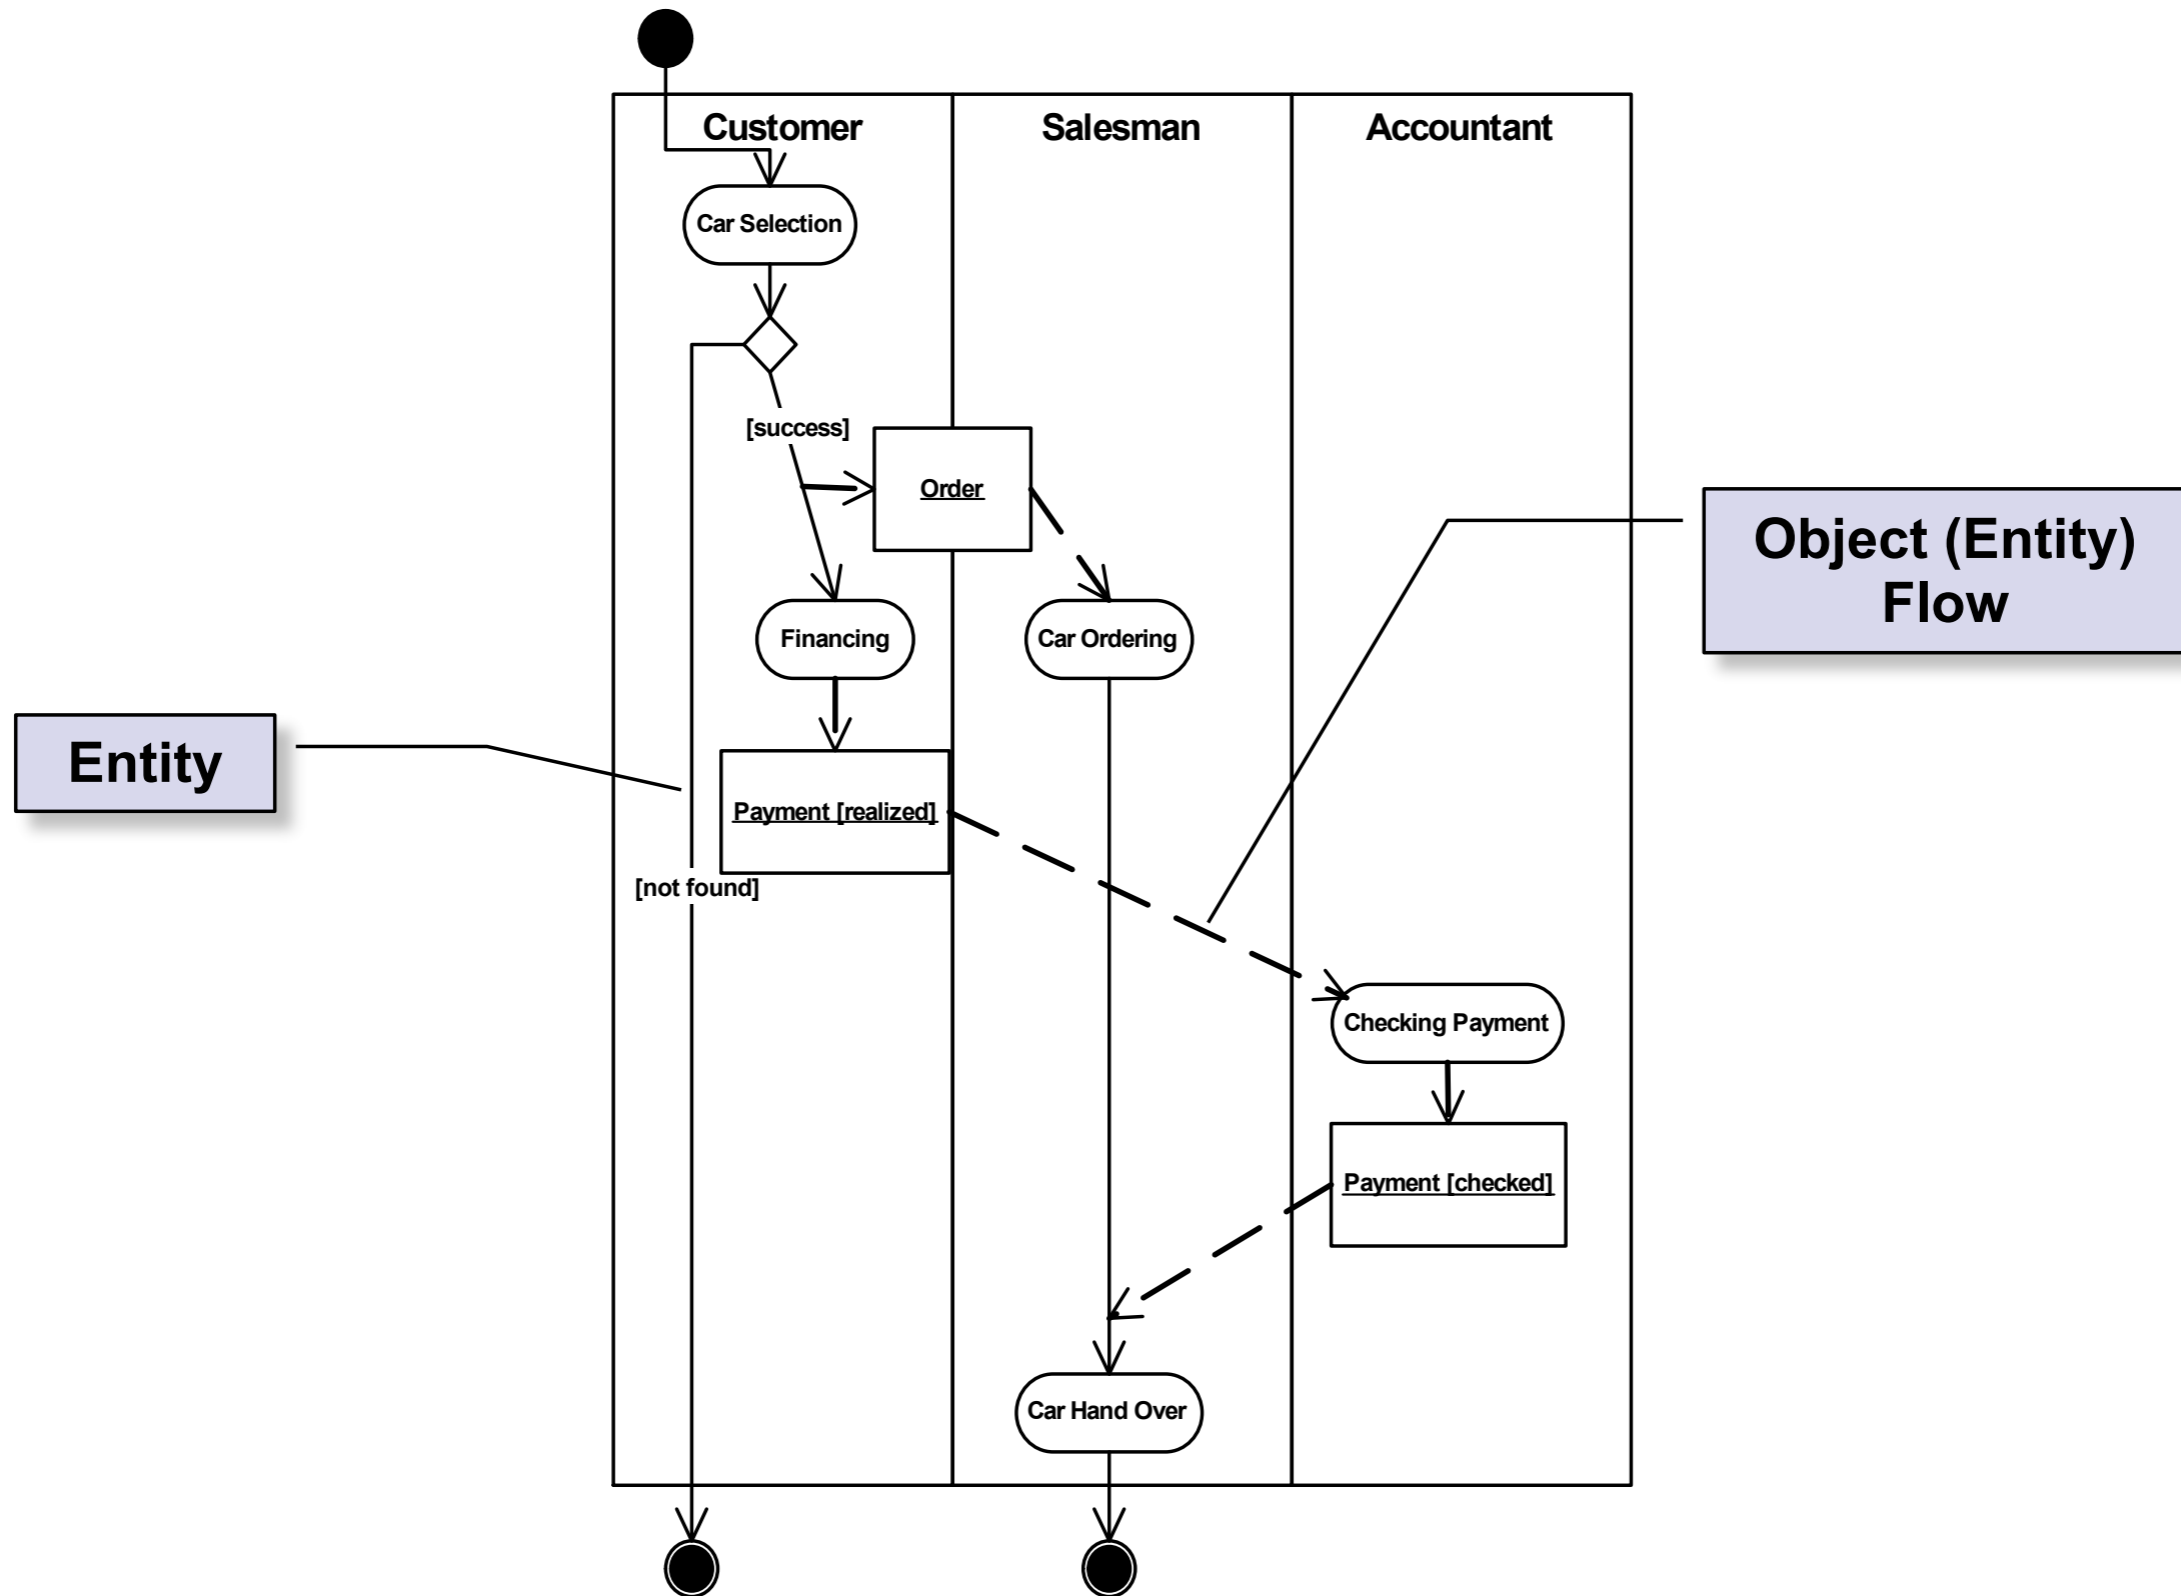 Customer
Salesman
Accountant
Car Selection
[success]
Order
Object (Entity)
Flow
Financing
Car Ordering
Entity
Payment [realized]
[not found]
Checking Payment
Payment [checked]
Car Hand Over